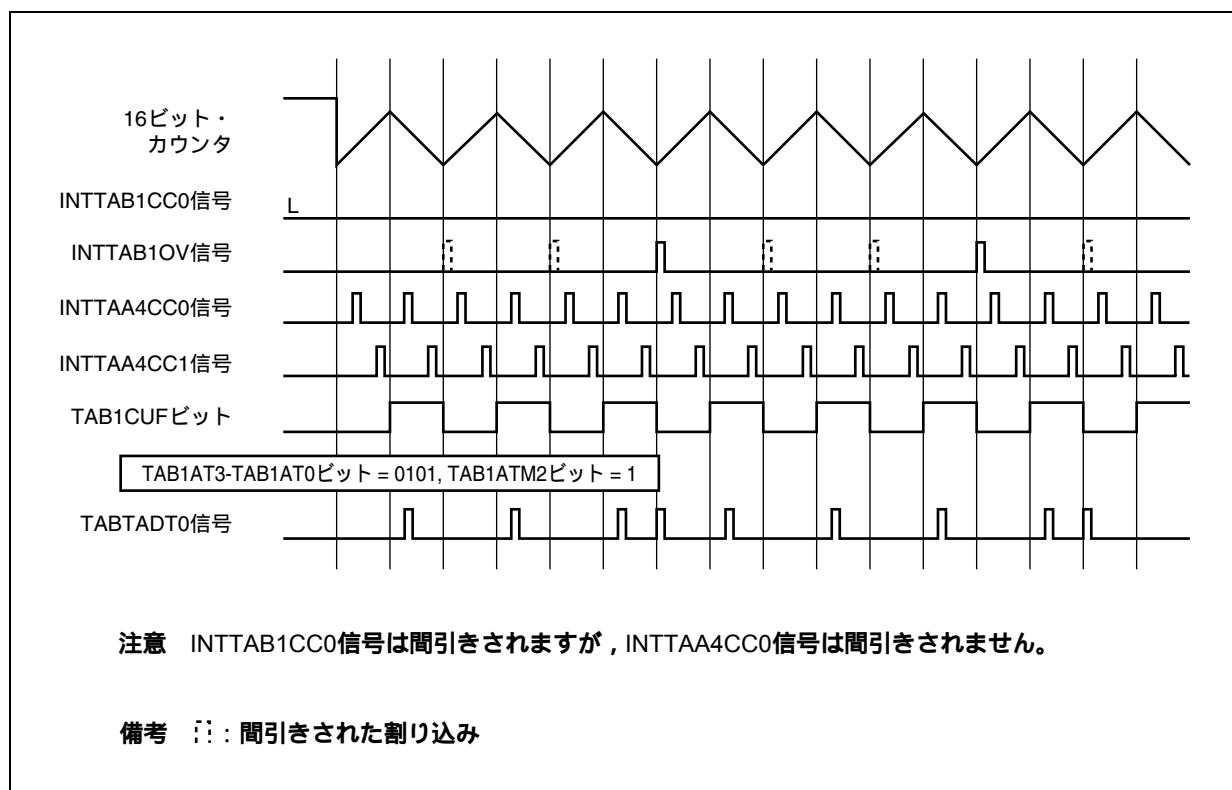 16ビット・
カウンタ
INTTAB1CC0信号
L
INTTAB1OV信号
INTTAA4CC0信号
INTTAA4CC1信号
TAB1CUFビット
TAB1AT3-TAB1AT0ビット = 0101, TAB1ATM2ビット = 1
TABTADT0信号
注意 INTTAB1CC0信号は間引きされますが，INTTAA4CC0信号は間引きされません。
備考 : 間引きされた割り込み